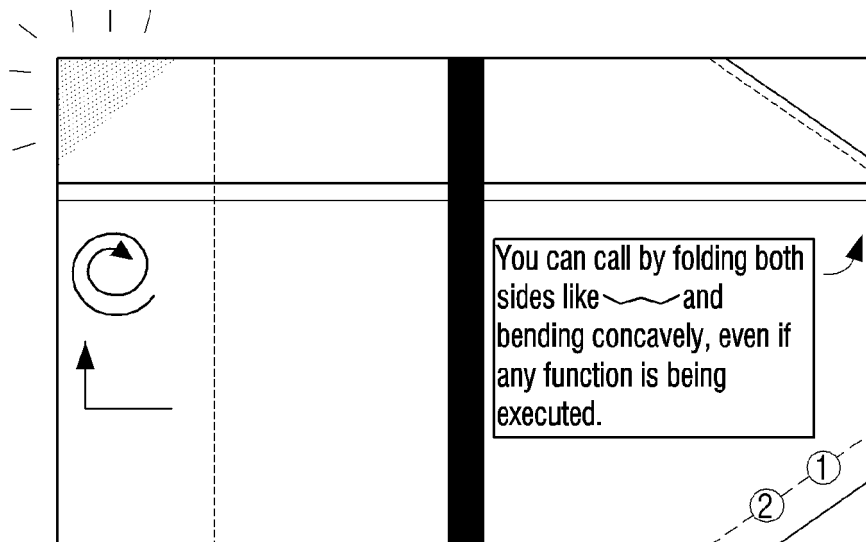 You can call by folding both
sides like and
bending concavely, even if
any function is being
executed.
1
2